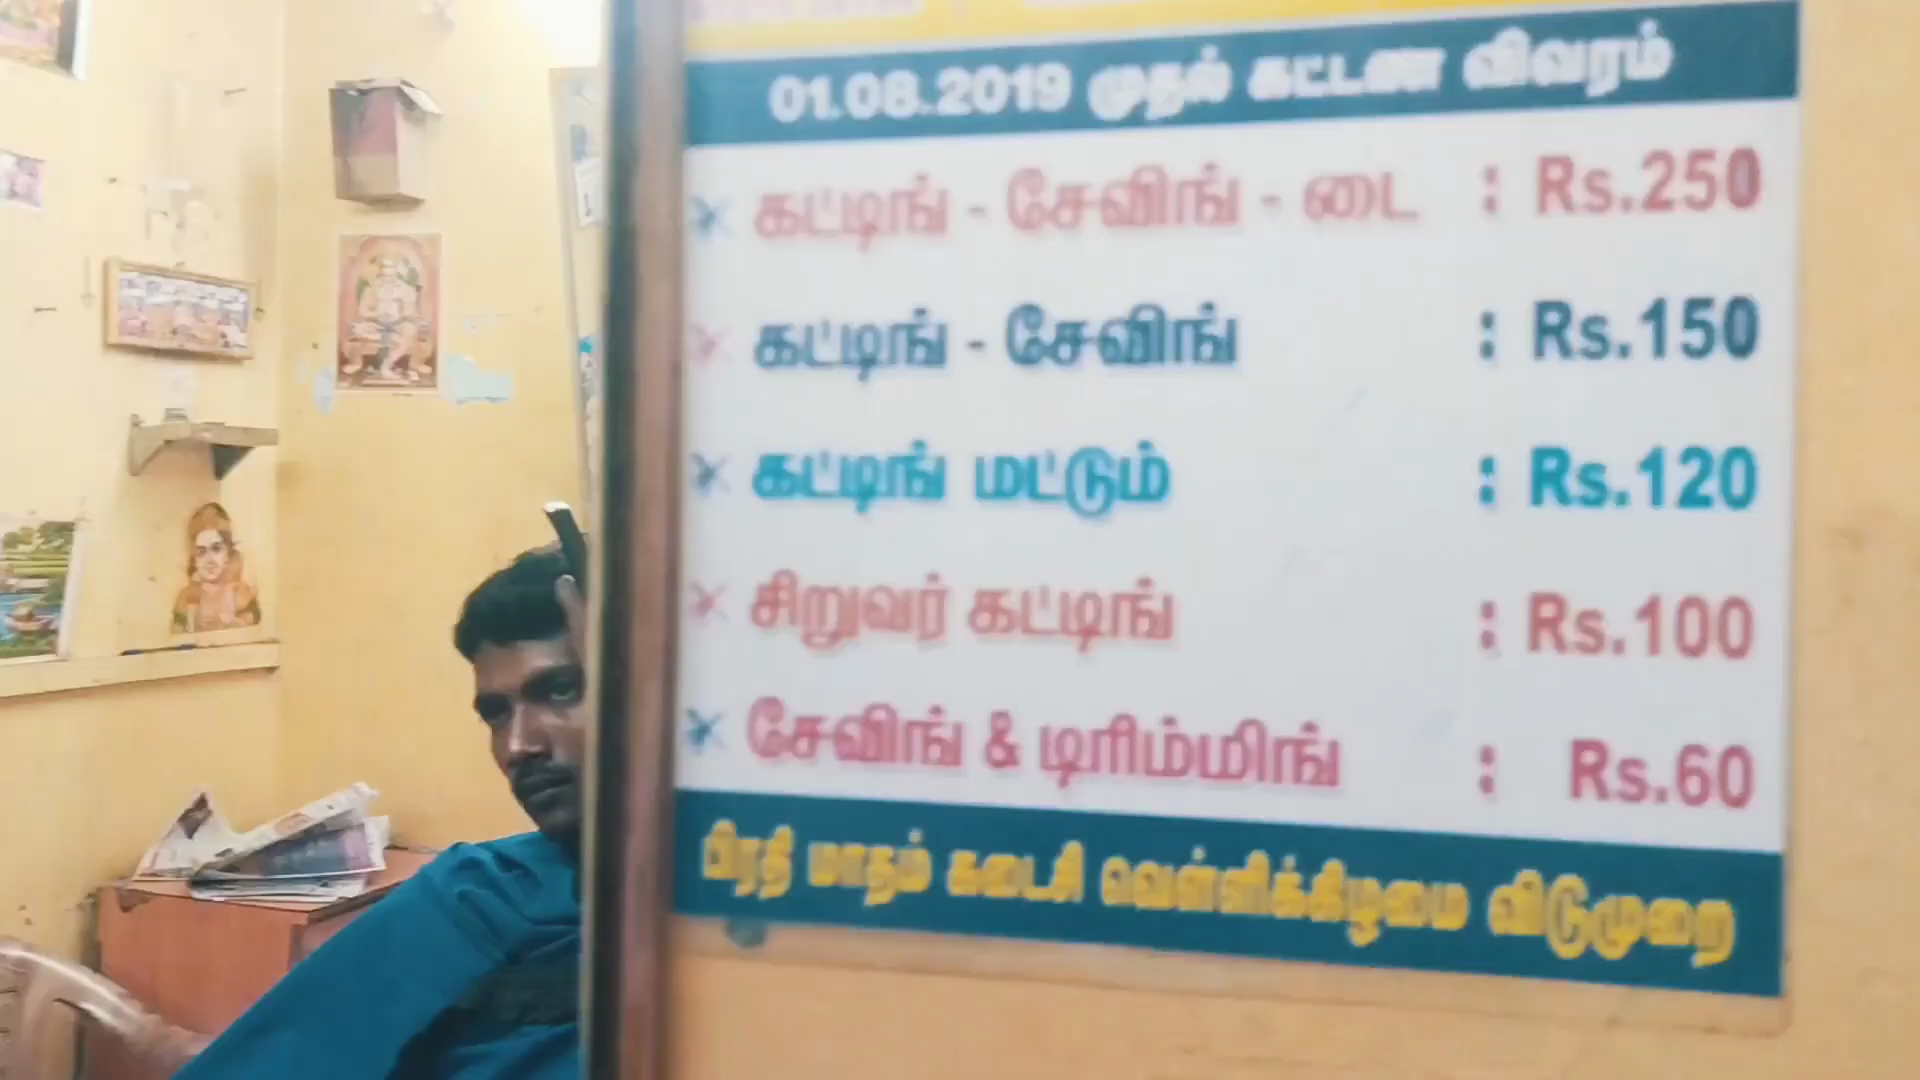 01.08.2019 முதல் கட்டண விவரம்
கட்டிங் - சேவிங் - டை : Rs.250
கட்டிங் - சேவிங் : Rs.150
கட்டிங் மட்டும் : Rs.120
சிறுவர் கட்டிங் : Rs.100
சேவிங் & டிரிம்மிங் : Rs.60
பிரதி மாதம் கடைசி வெள்ளிக்கிழமை விடுமுறை